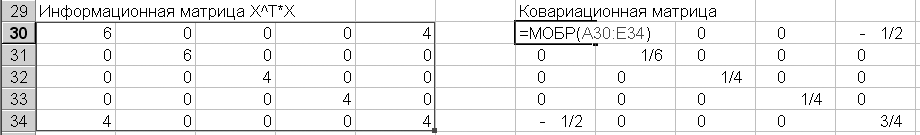 29 Информационная матрица X^T*X Ковариационная матрица
30 6 0 0 0 4 =МОБР(A30:E34) 0 0 - 1/2
31 0 6 0 0 0 0 1/6 0 0 0
32 0 0 4 0 0 0 0 1/4 0 0
33 0 0 0 4 0 0 0 0 1/4 0
34 4 0 0 0 4 - 1/2 0 0 0 3/4